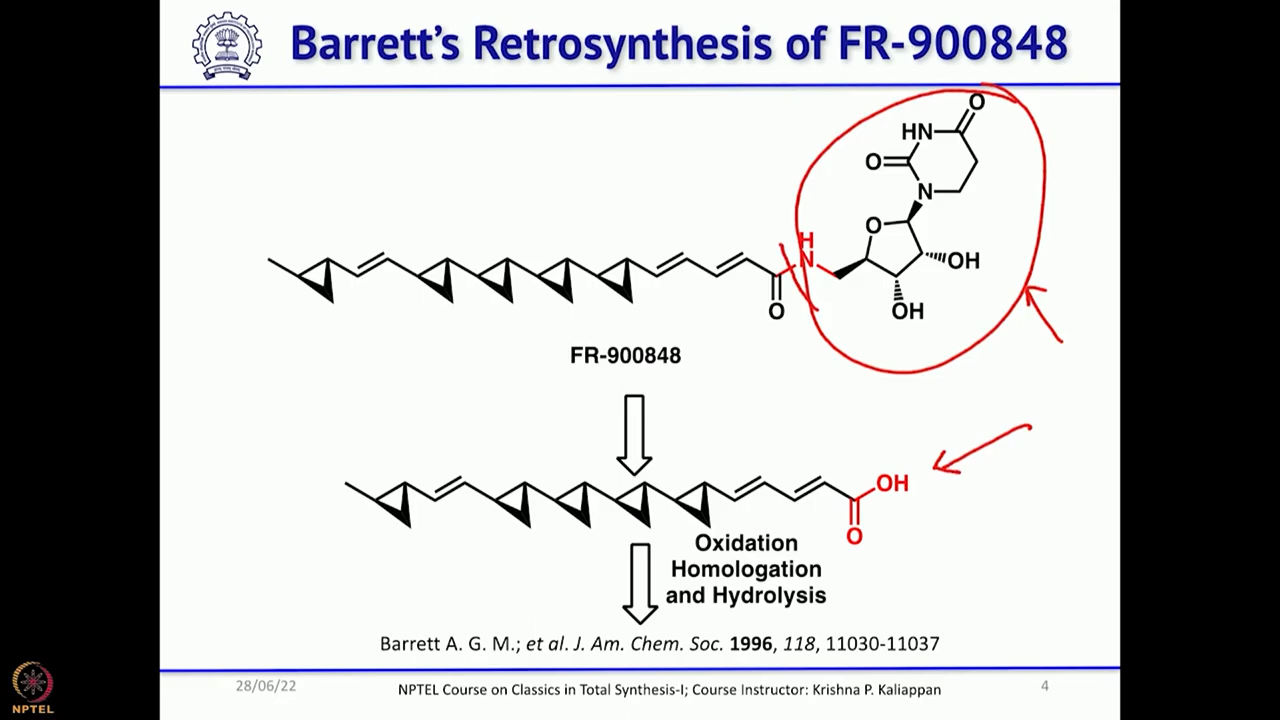 Barrett's Retrosynthesis of FR-900848
O
HN
O
N
O
H
N
OH
O
OH
FR-900848
OH
O
Oxidation
Homologation
and Hydrolysis
Barrett A. G. M.; et al. J. Am. Chem. Soc. 1996, 118, 11030-11037
28/06/22
NPTEL Course on Classics in Total Synthesis-I; Course Instructor: Krishna P. Kaliappan
4
NPTEL